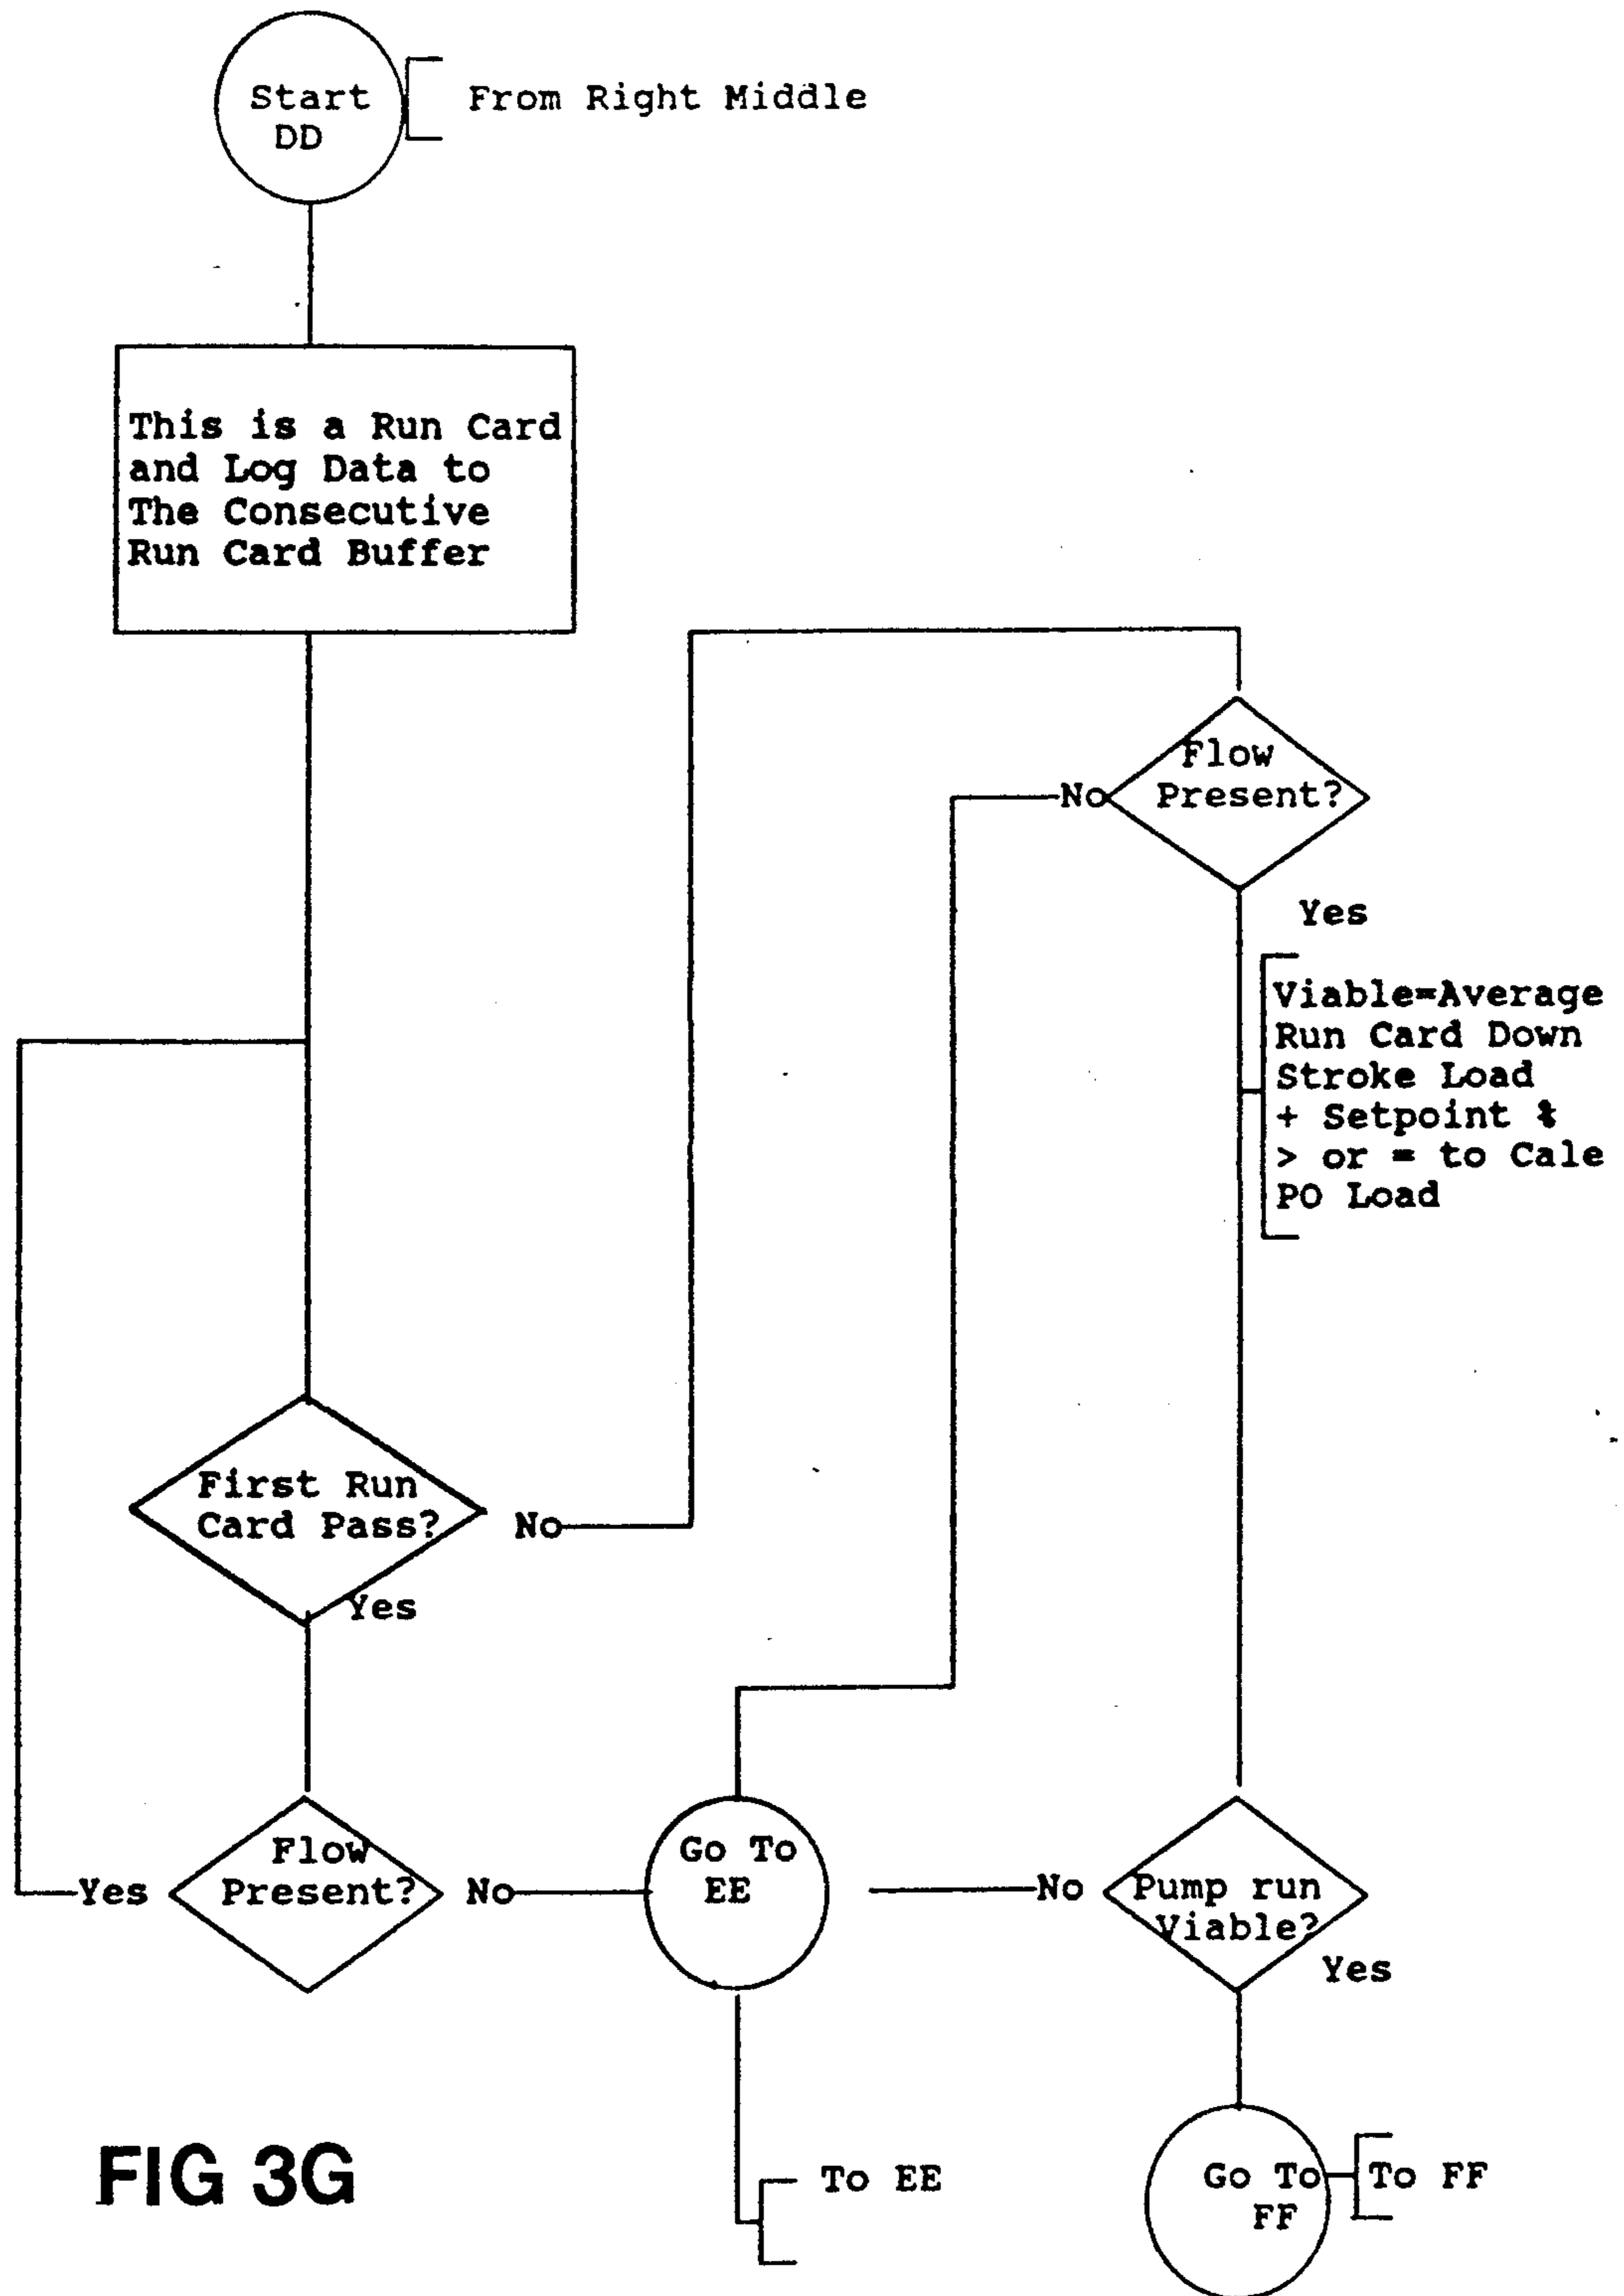 Start
DD
From Right Middle
This is a Run Card
and Log Data to
The Consecutive
Run Card Buffer
Flow
Present?
No
Yes
Viable=Average
Run Card Down
Stroke Load
+ Setpoint %
> or = to Cale
PO Load
First Run
Card Pass?
No
Yes
Flow
Present?
Yes
No
Go To
EE
No
Pump run
Viable?
Yes
To EE
Go To
FF
To FF
FIG 3G